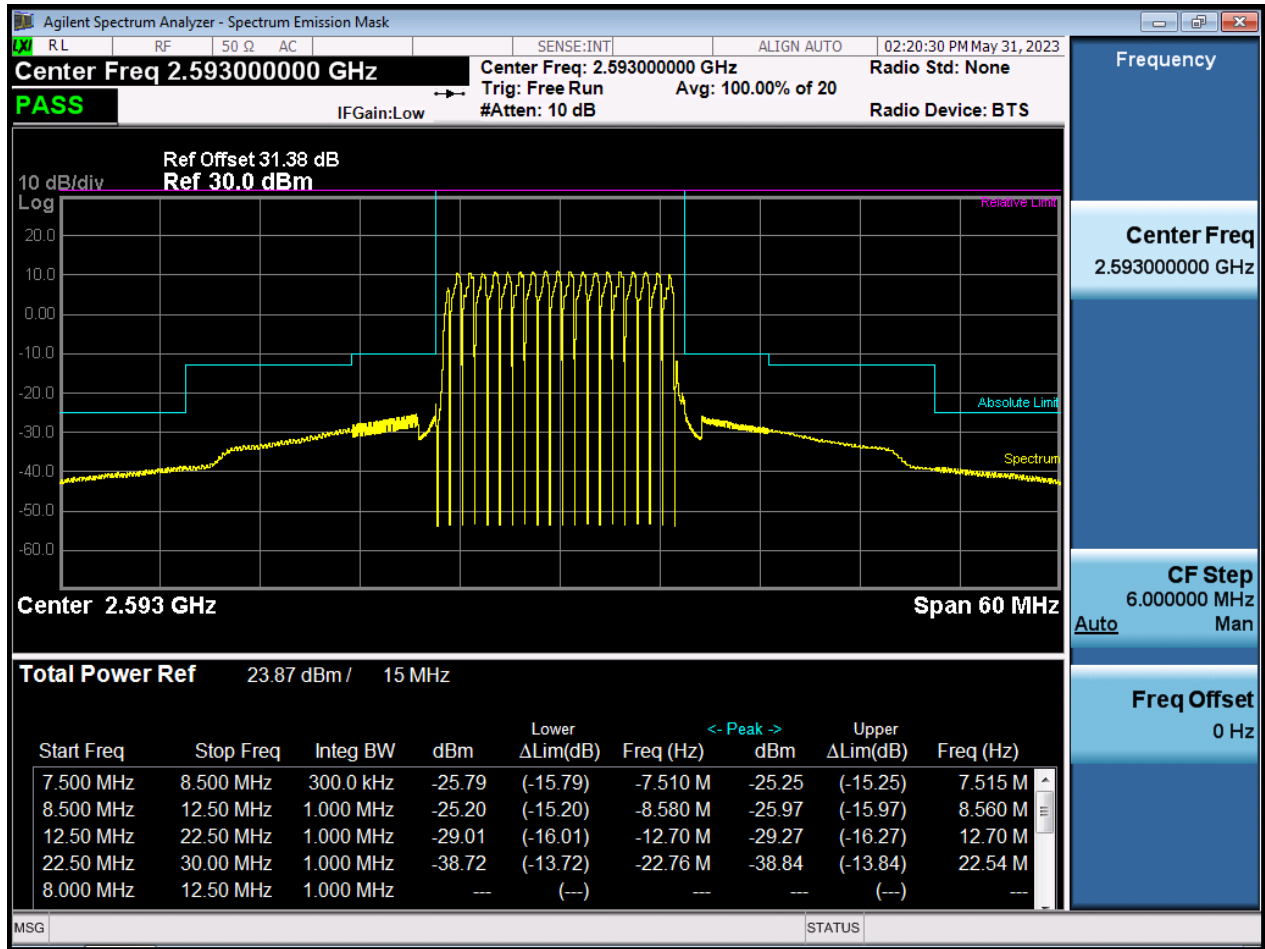 Agilent Spectrum Analyzer - Spectrum Emission Mask
LXI RL RF 50 Ω AC SENSE:INT ALIGN AUTO 02:20:30 PM May 31, 2023
Center Freq 2.593000000 GHz
Center Freq: 2.593000000 GHz Radio Std: None
Trig: Free Run Avg: 100.00% of 20
PASS
IFGain:Low #Atten: 10 dB Radio Device: BTS
Ref Offset 31.38 dB
10 dB/div Ref 30.0 dBm
Log
Relative Limit
20.0
10.0
0.00
-10.0
-20.0
Absolute Limit
-30.0
Spectrum
-40.0
-50.0
-60.0
Center 2.593 GHz Span 60 MHz
Total Power Ref 23.87 dBm / 15 MHz
Lower <- Peak -> Upper
Start Freq Stop Freq Integ BW dBm ΔLim(dB) Freq (Hz) dBm ΔLim(dB) Freq (Hz)
7.500 MHz 8.500 MHz 300.0 kHz -25.79 (-15.79) -7.510 M -25.25 (-15.25) 7.515 M
8.500 MHz 12.50 MHz 1.000 MHz -25.20 (-15.20) -8.580 M -25.97 (-15.97) 8.560 M
12.50 MHz 22.50 MHz 1.000 MHz -29.01 (-16.01) -12.70 M -29.27 (-16.27) 12.70 M
22.50 MHz 30.00 MHz 1.000 MHz -38.72 (-13.72) -22.76 M -38.84 (-13.84) 22.54 M
8.000 MHz 12.50 MHz 1.000 MHz --- (---) --- --- (---) ---
MSG STATUS
Frequency
Center Freq
2.593000000 GHz
CF Step
6.000000 MHz
Auto Man
Freq Offset
0 Hz